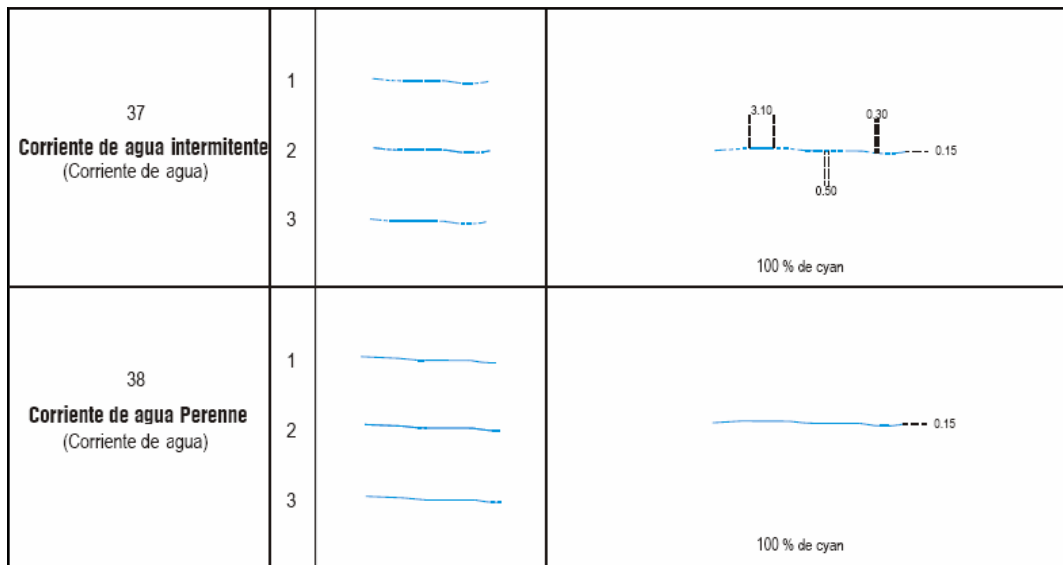 37
Corriente de agua intermitente
(Corriente de agua)
1
2
3
3.10
0.30
0.15
0.50
100 % de cyan
38
Corriente de agua Perenne
(Corriente de agua)
1
2
3
0.15
100 % de cyan